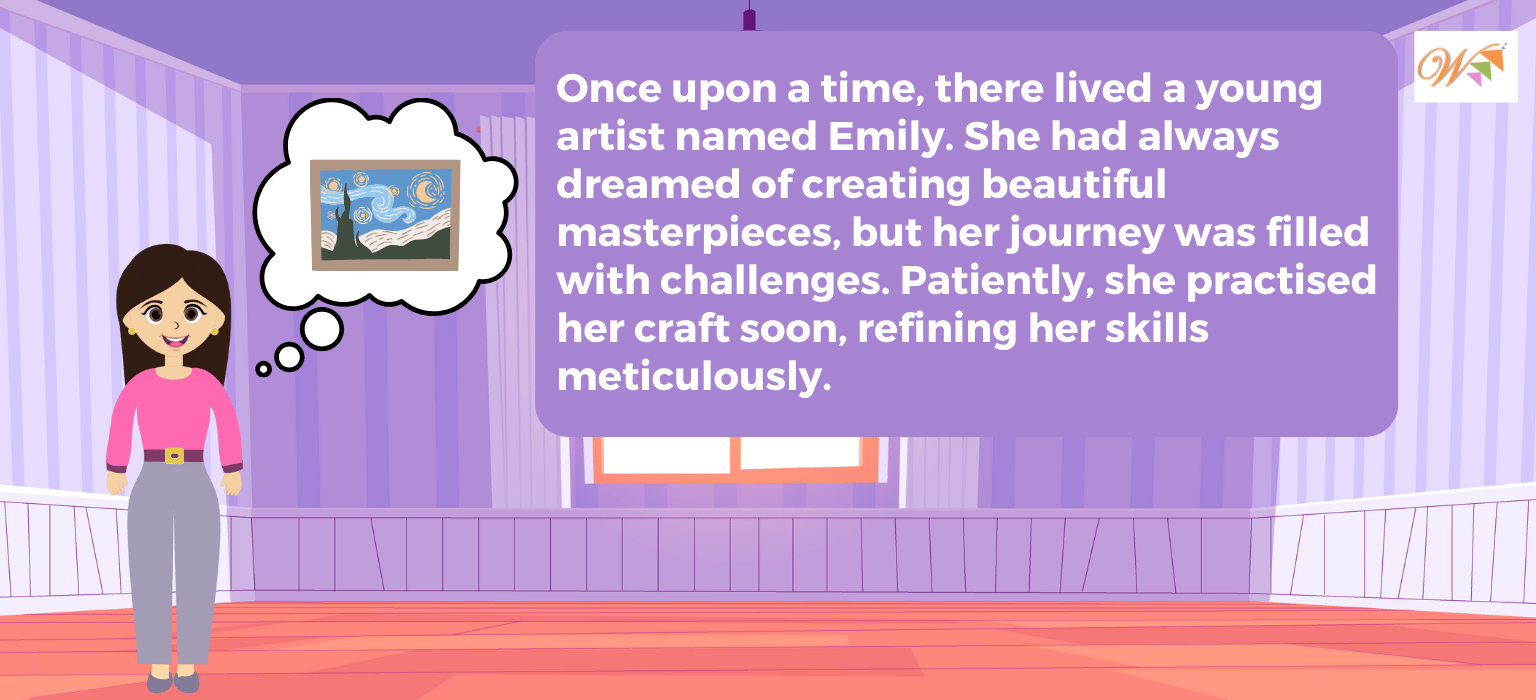 Once upon a time, there lived a young
artist named Emily. She had always
dreamed of creating beautiful
masterpieces, but her journey was filled
with challenges. Patiently, she practised
her craft soon, refining her skills
meticulously.
W